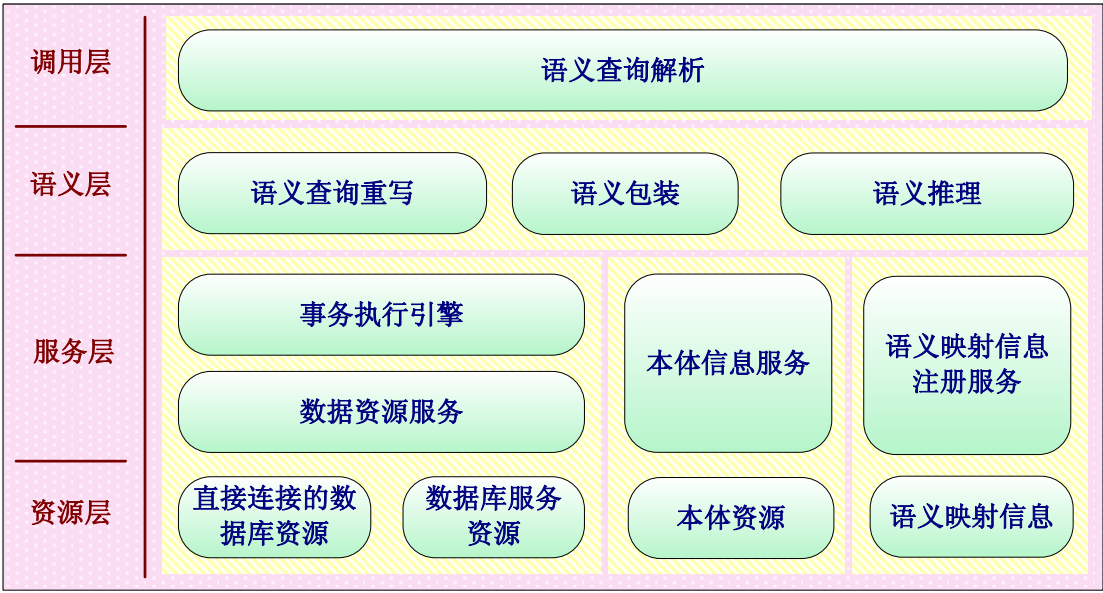 调用层
语义查询解析
语义层
语义查询重写
语义包装
语义推理
服务层
事务执行引擎
数据资源服务
本体信息服务
语义映射信息
注册服务
资源层
直接连接的数
据库资源
数据库服务
资源
本体资源
语义映射信息